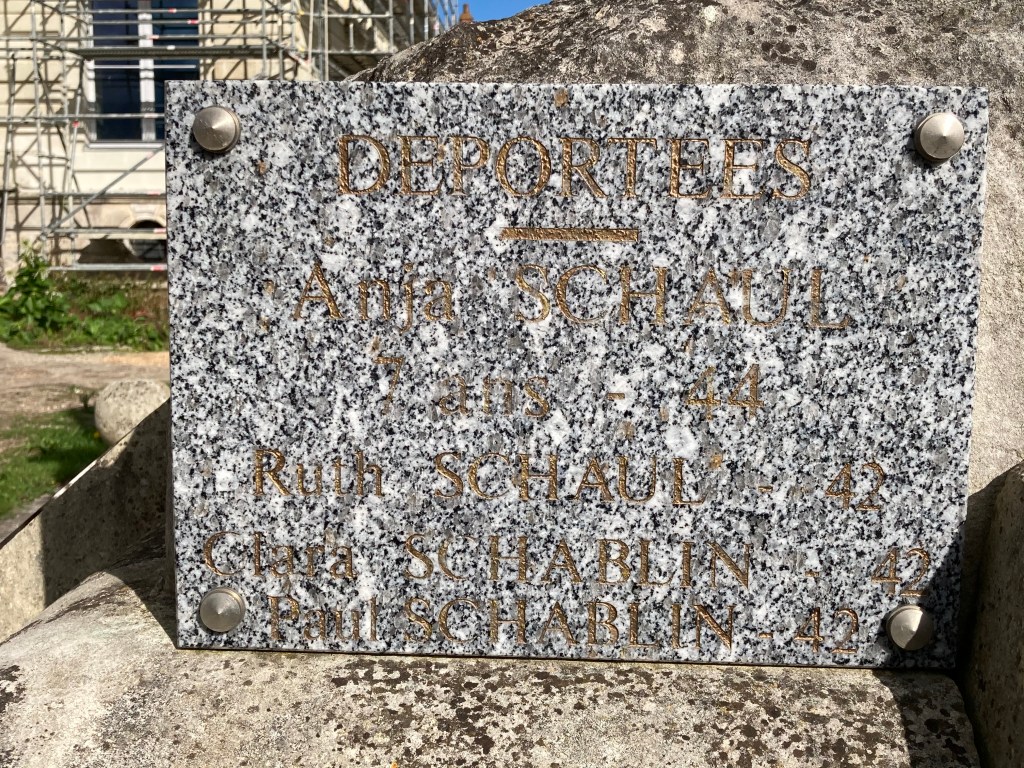 DEPORTEES
Anja SCHAUL
7 ans - 44
Ruth SCHAUL - 42
Clara SCHABLIN - 42
Paul SCHABLIN - 42